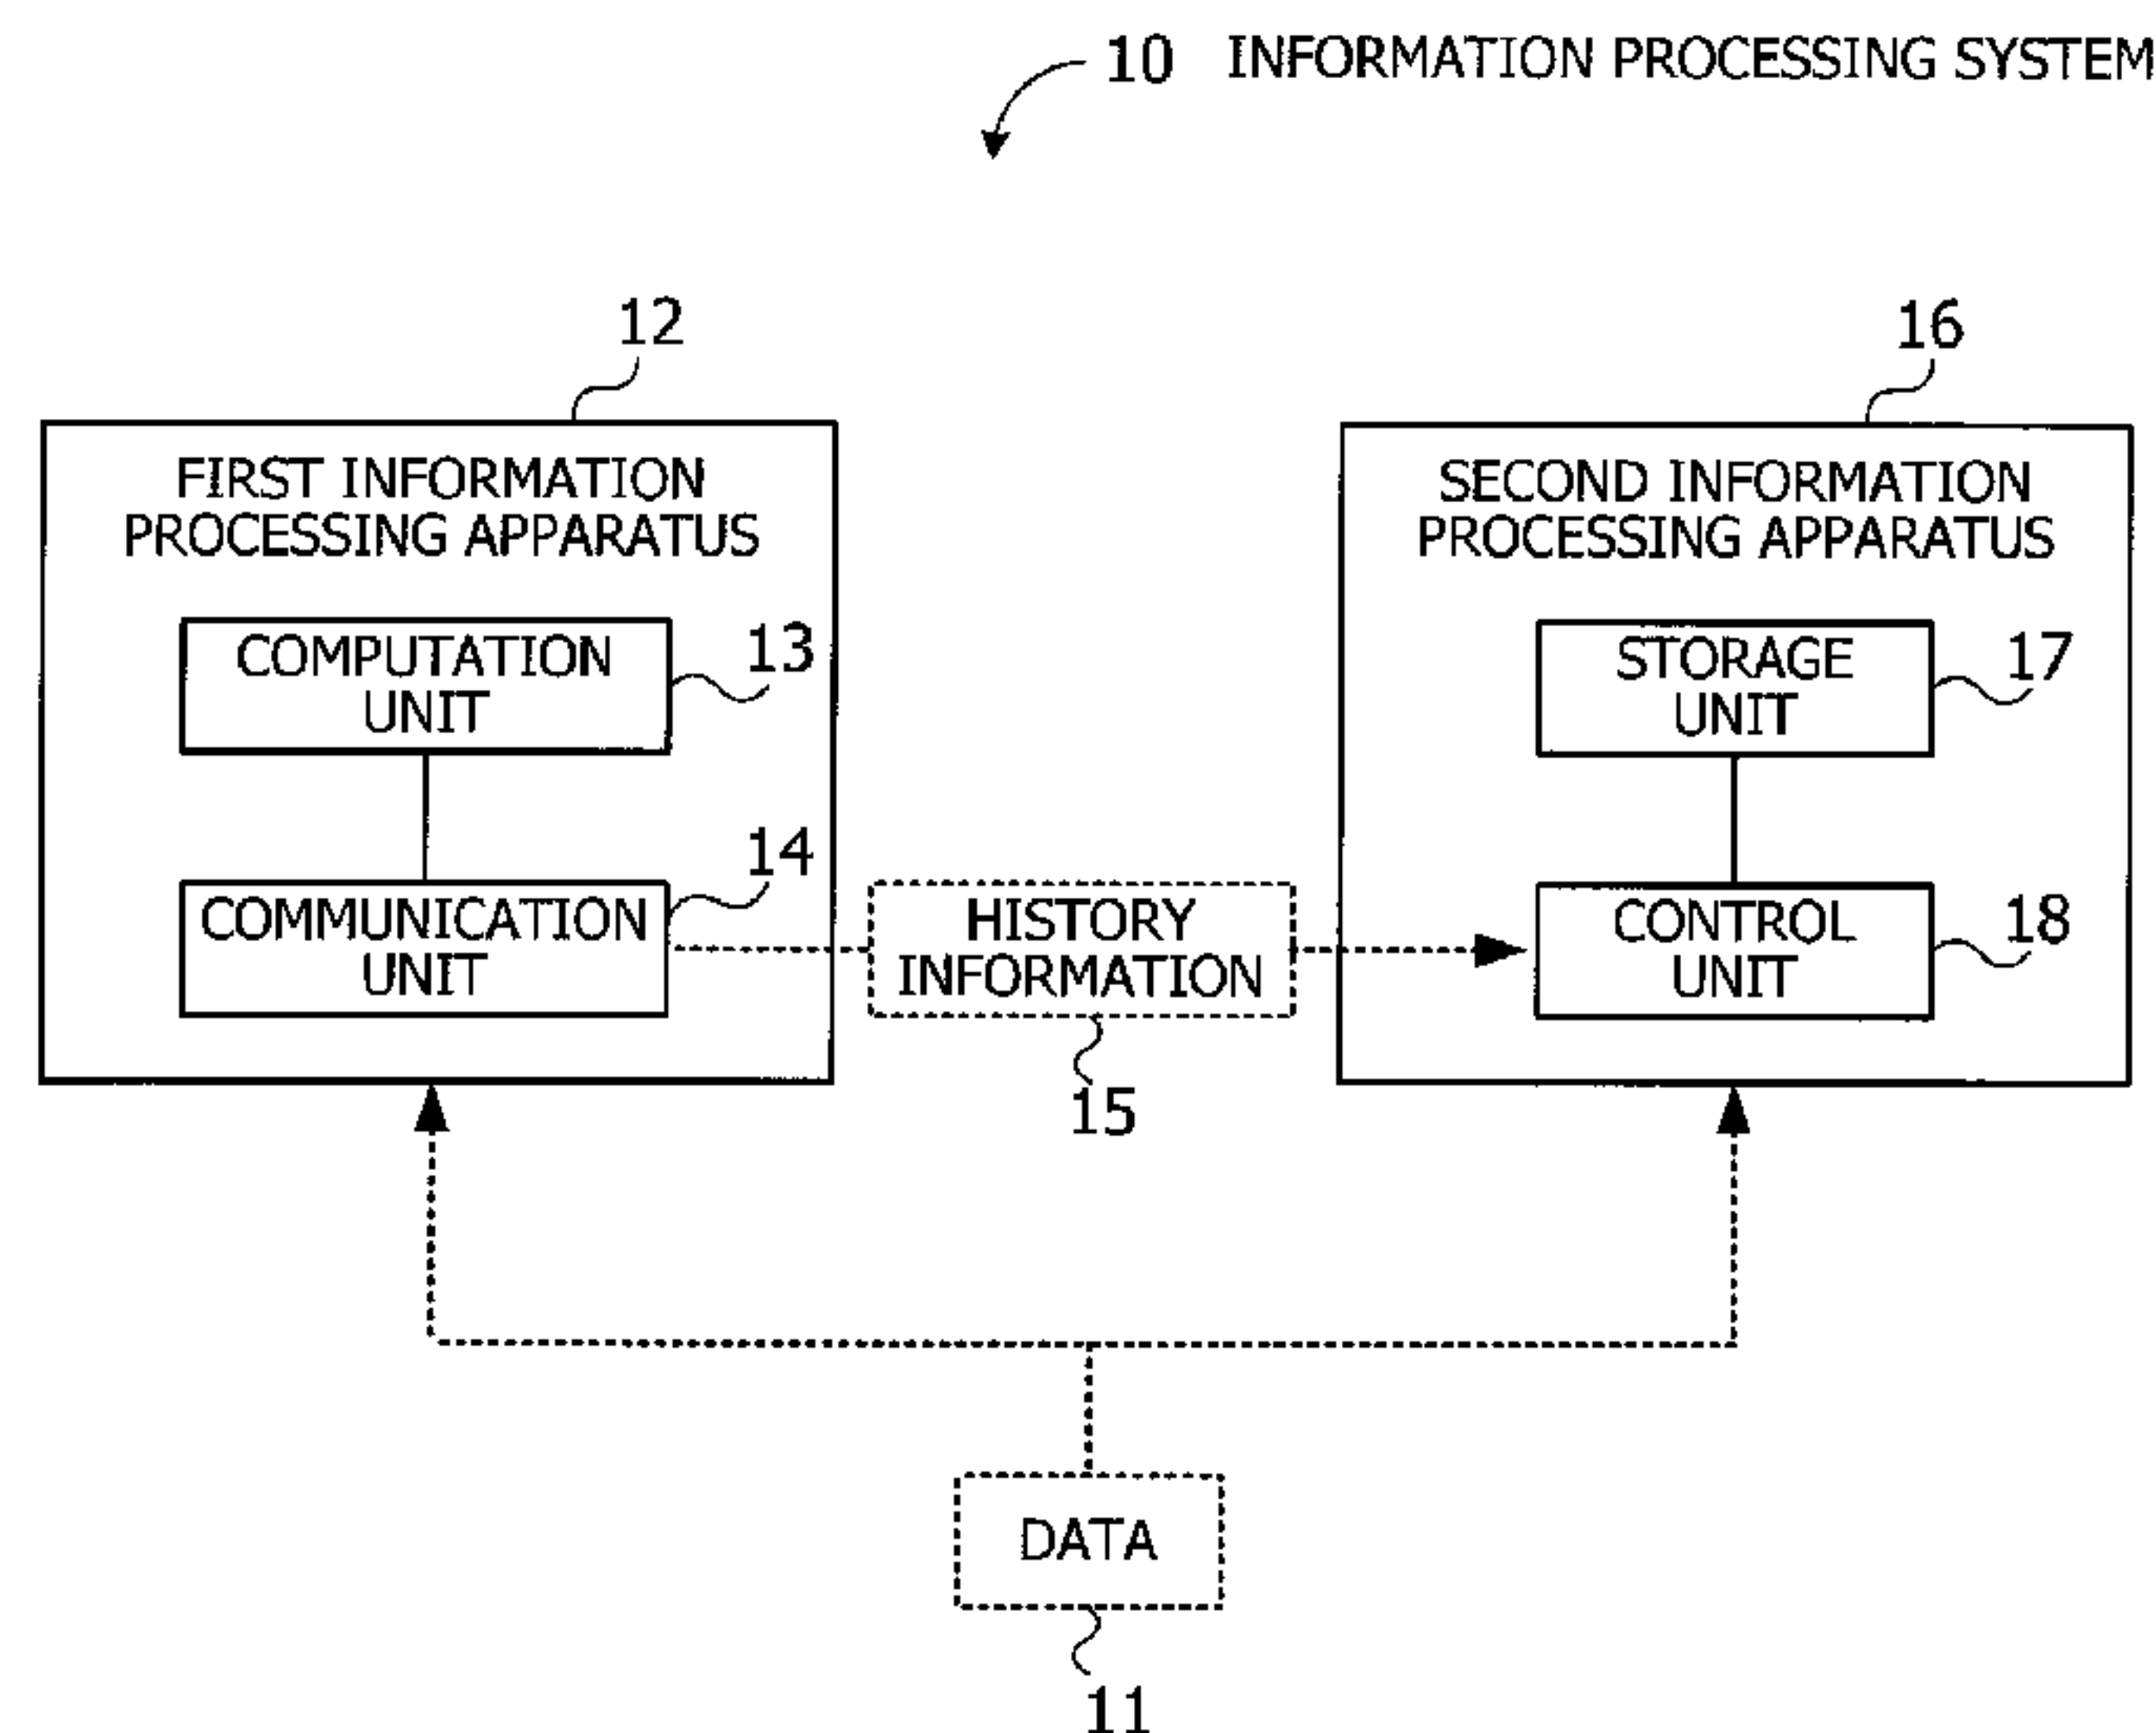 10 INFORMATION PROCESSING SYSTEM
12
16
FIRST INFORMATION
PROCESSING APPARATUS
SECOND INFORMATION
PROCESSING APPARATUS
COMPUTATION
UNIT
13
STORAGE
UNIT
17
14
COMMUNICATION
UNIT
HISTORY
INFORMATION
15
CONTROL
UNIT
18
DATA
11